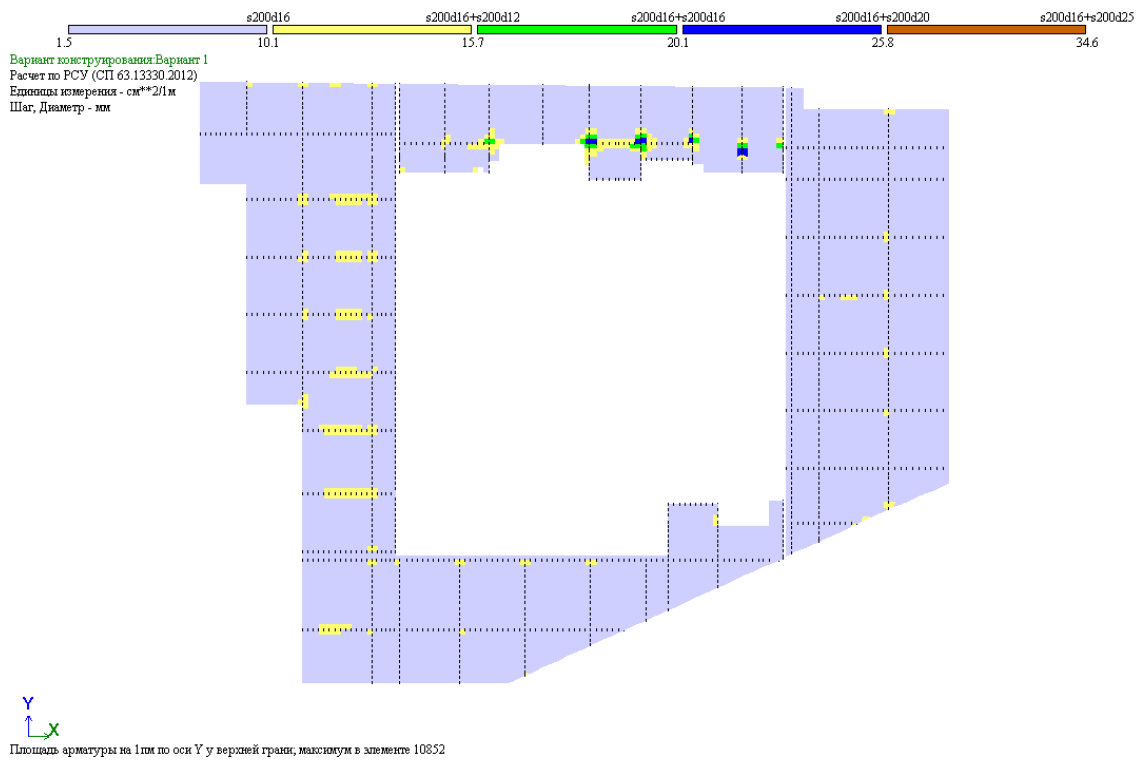 s200d16 s200d16+s200d12 s200d16+s200d16 s200d16+s200d20 s200d16+s200d25
1.5 10.1 15.7 20.1 25.8 34.6
Вариант конструирования:Вариант 1
Расчет по РСУ (СП 63.13330.2012)
Единицы измерения - см**2/1м
Шаг, Диаметр - мм
Y
X
Площадь арматуры на 1пм по оси Y у верхней грани; максимум в элементе 10852